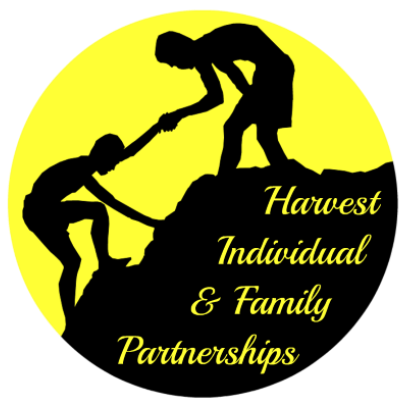 Harvest
Individual
& Family
Partnerships